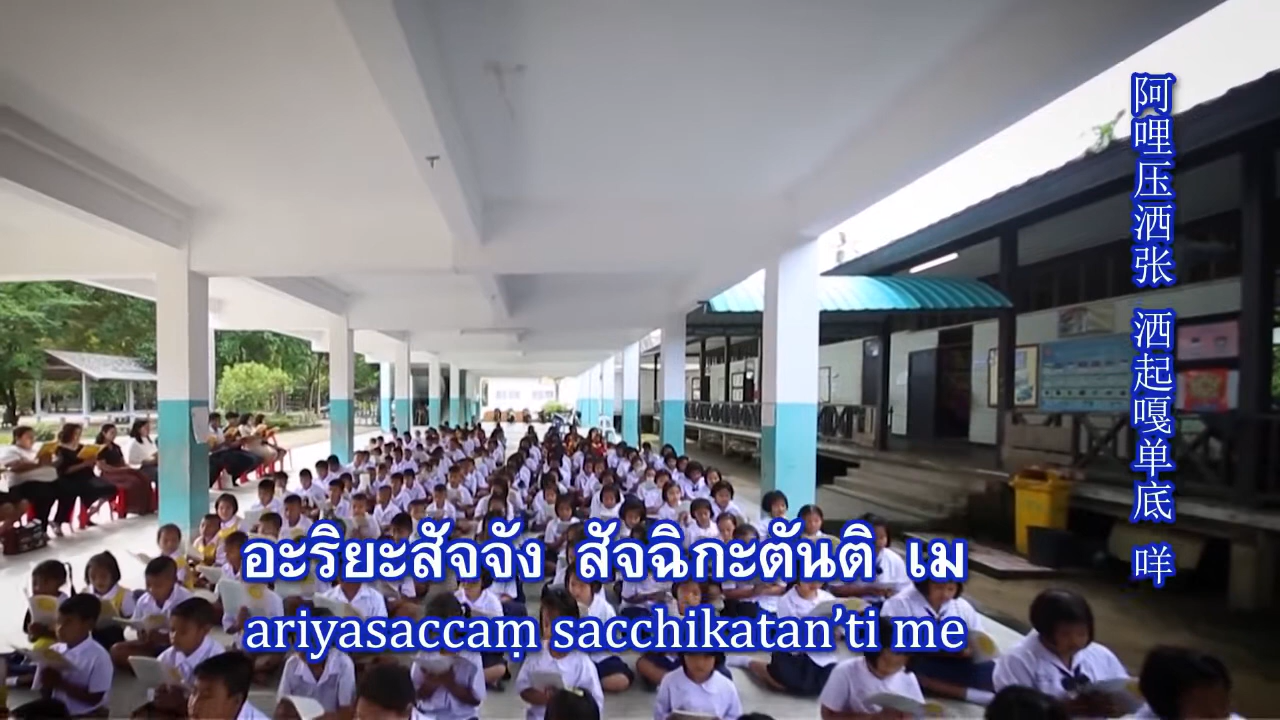 อะริยะสัจจัง สัจฉิกะตันติ เม
ariyasaccaṃ sacchikatan’ti me
阿哩压洒张 洒起嘎单底 咩